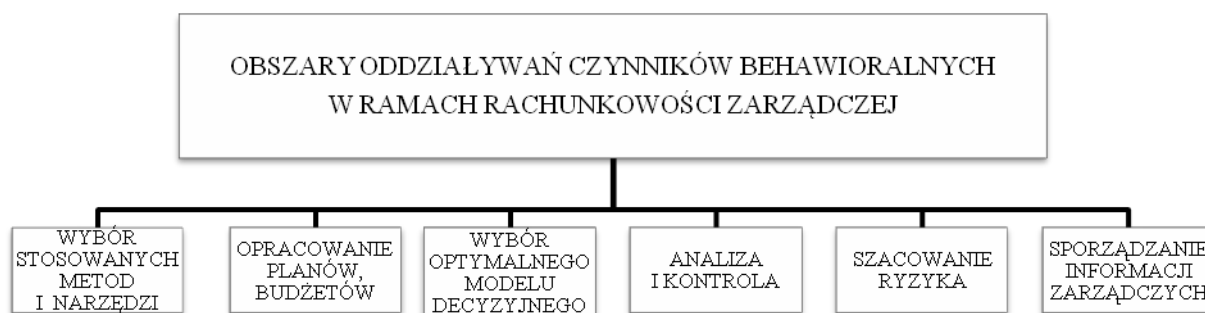 OBSZARY ODDZIAŁYWAŃ CZYNNIKÓW BEHAWIORALNYCH
W RAMACH RACHUNKOWOŚCI ZARZĄDCZEJ
WYBÓR
STOSOWANYCH
METOD
I NARZĘDZI
OPRACOWANIE
PLANÓW,
BUDŻETÓW
WYBÓR
OPTYMALNEGO
MODELU
DECYZYJNEGO
ANALIZA
I KONTROLA
SZACOWANIE
RYZYKA
SPORZĄDZANIE
INFORMACJI
ZARZĄDCZYCH